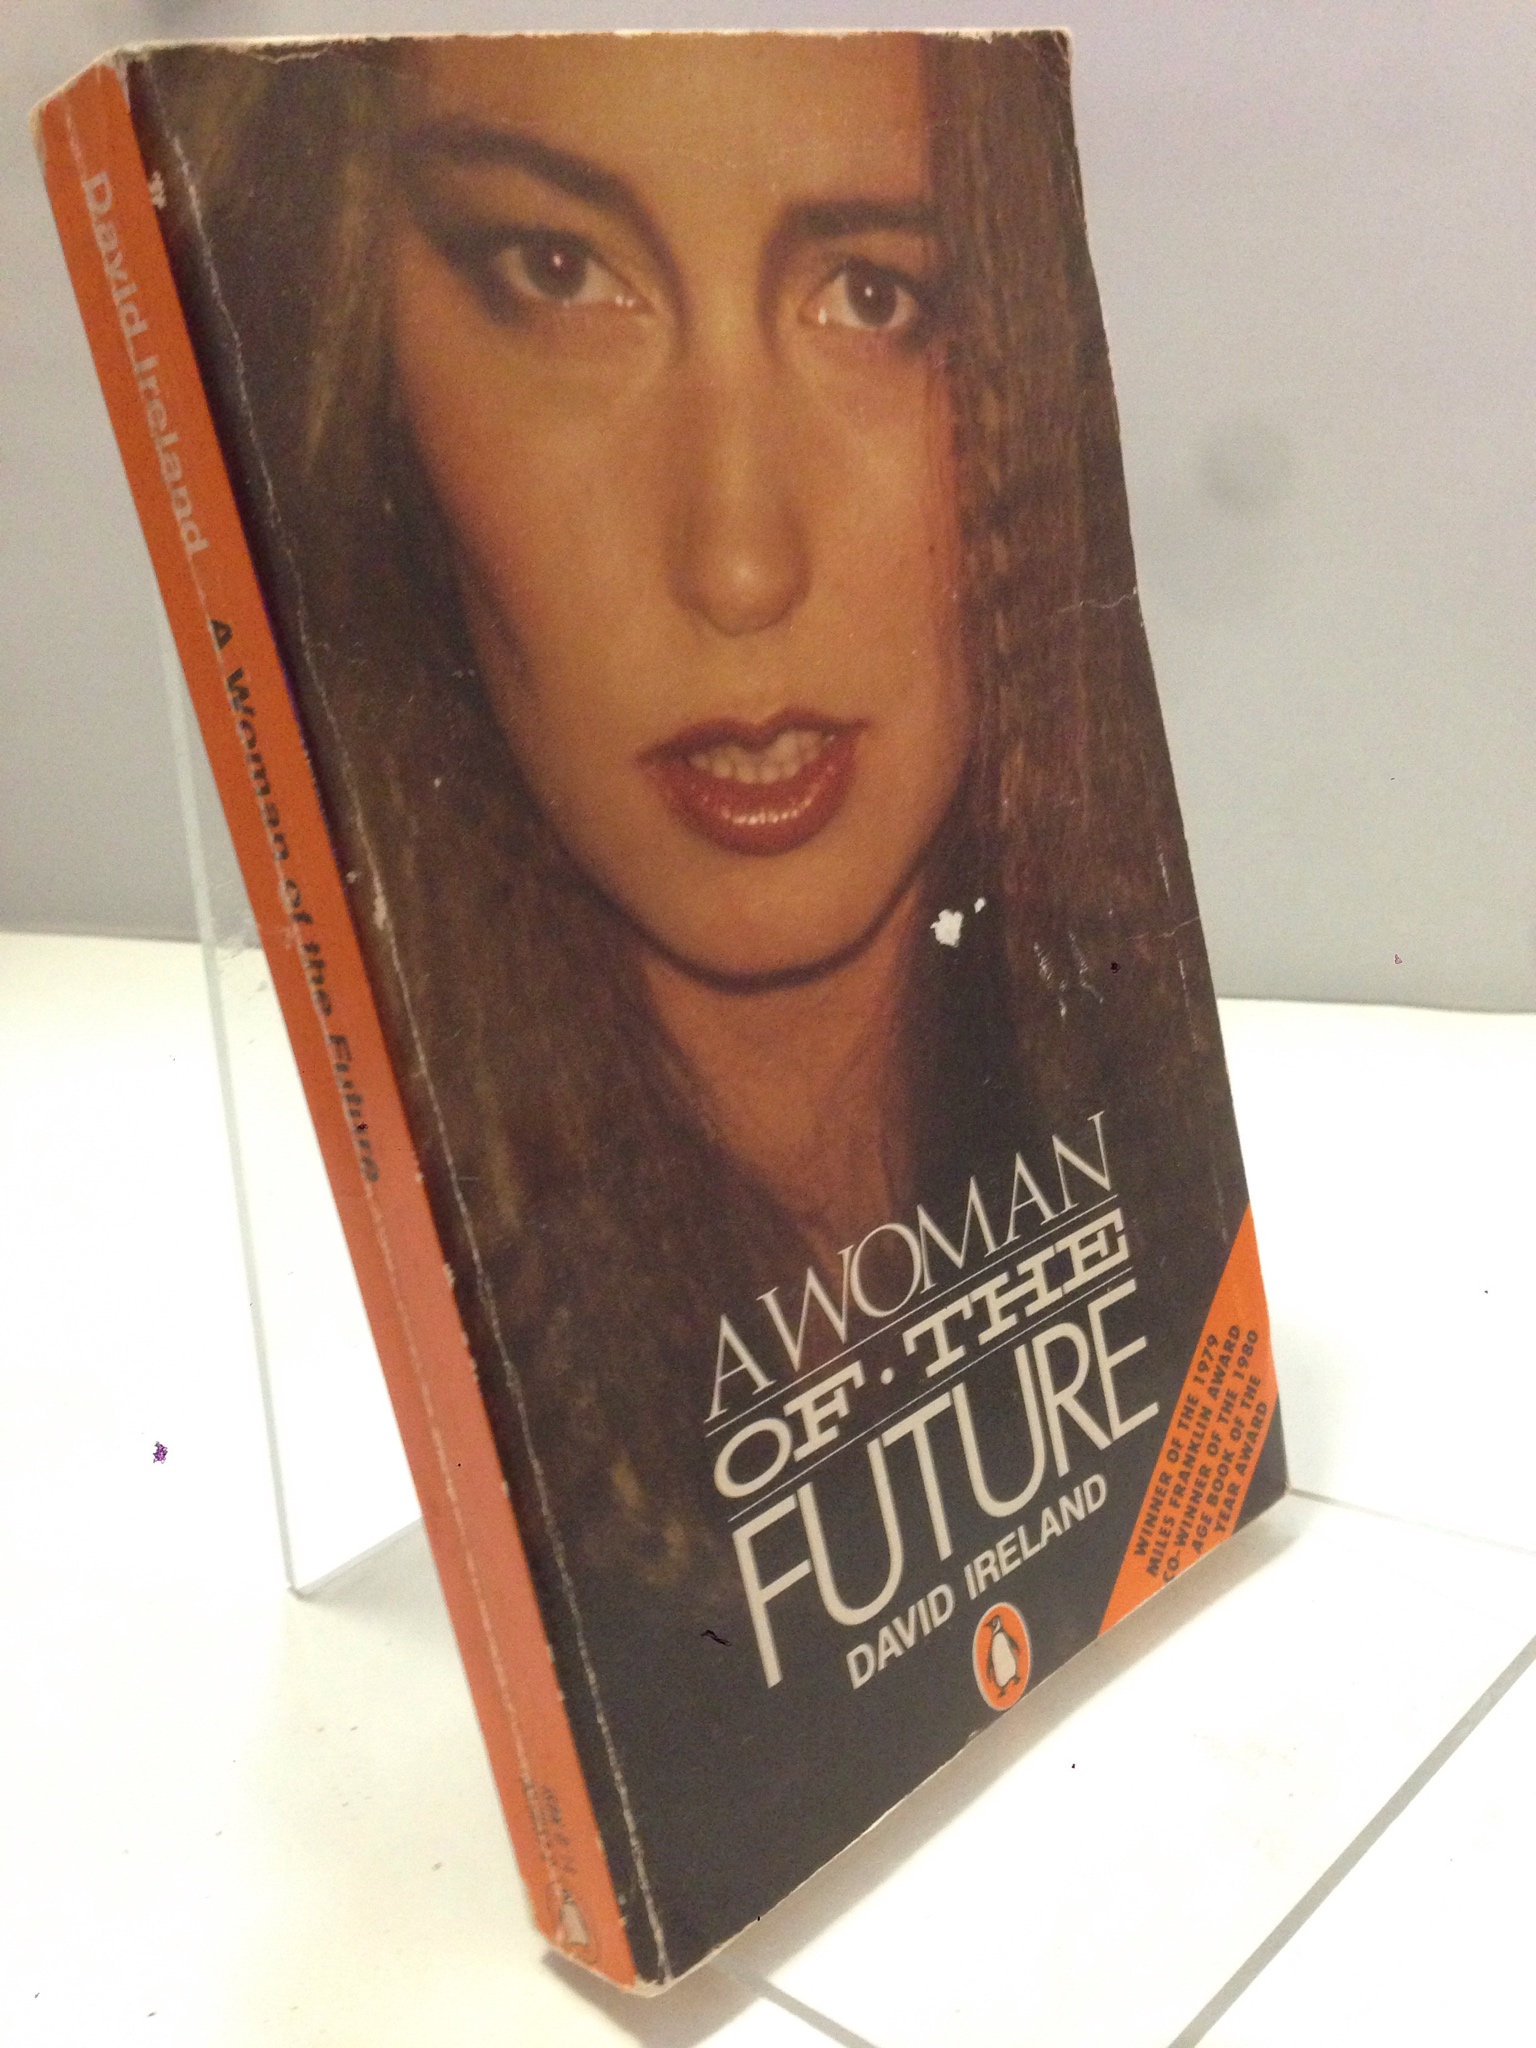 David Ireland A Woman of the Future
A WOMAN
OF · THE
FUTURE
DAVID IRELAND
WINNER OF THE 1979
MILES FRANKLIN AWARD
CO-WINNER OF THE 1980
AGE BOOK OF THE
YEAR AWARD